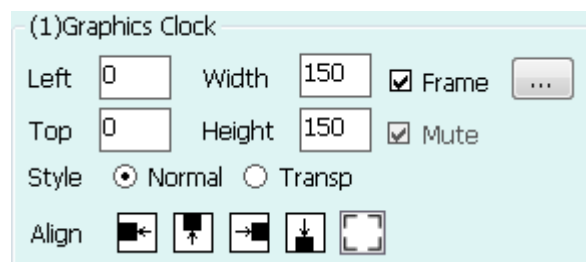 (1)Graphics Clock
Left 0 Width 150 Frame ...
Top 0 Height 150 Mute
Style Normal Transp
Align